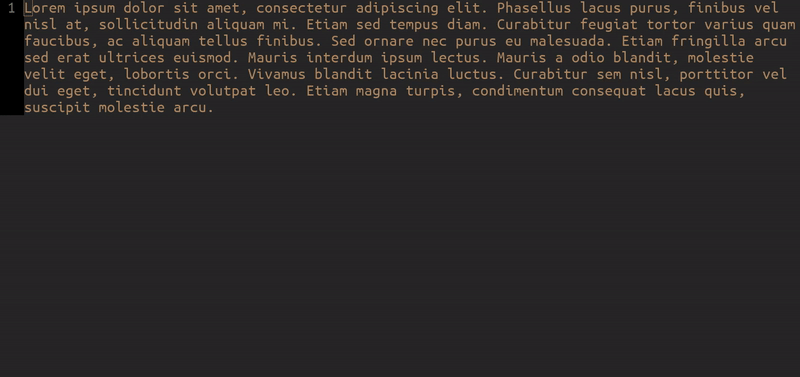 1 Lorem ipsum dolor sit amet, consectetur adipiscing elit. Phasellus lacus purus, finibus vel
nisl at, sollicitudin aliquam mi. Etiam sed tempus diam. Curabitur feugiat tortor varius quam
faucibus, ac aliquam tellus finibus. Sed ornare nec purus eu malesuada. Etiam fringilla arcu
sed erat ultrices euismod. Mauris interdum ipsum lectus. Mauris a odio blandit, molestie
velit eget, lobortis orci. Vivamus blandit lacinia luctus. Curabitur sem nisl, porttitor vel
dui eget, tincidunt volutpat leo. Etiam magna turpis, condimentum consequat lacus quis,
suscipit molestie arcu.